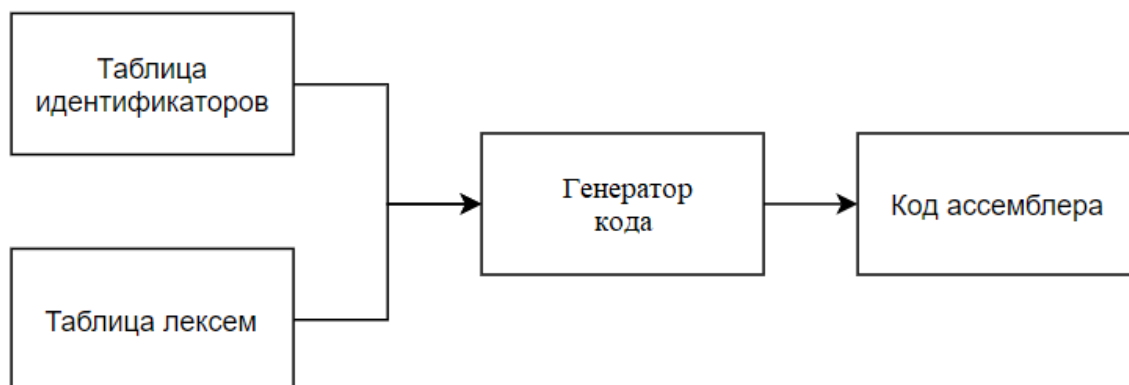 Таблица
идентификаторов
Генератор
кода
Код ассемблера
Таблица лексем